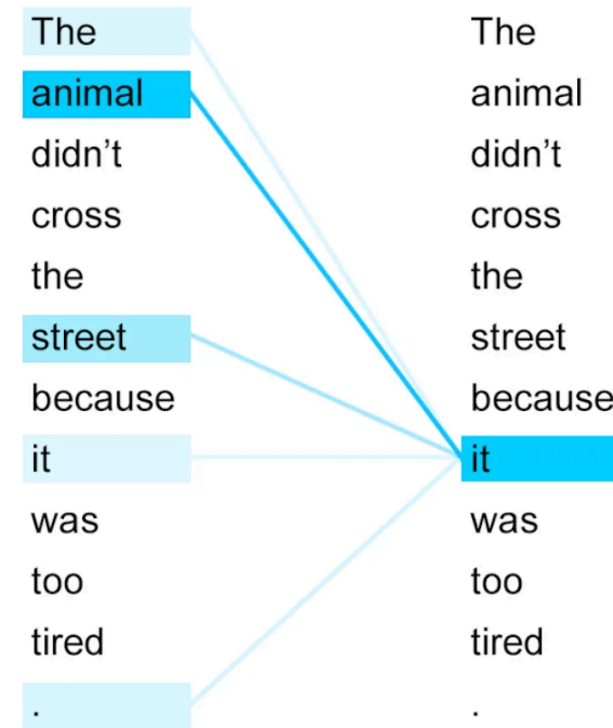 The The
animal animal
didn’t didn’t
cross cross
the the
street street
because because
it it
was was
too too
tired tired
. .